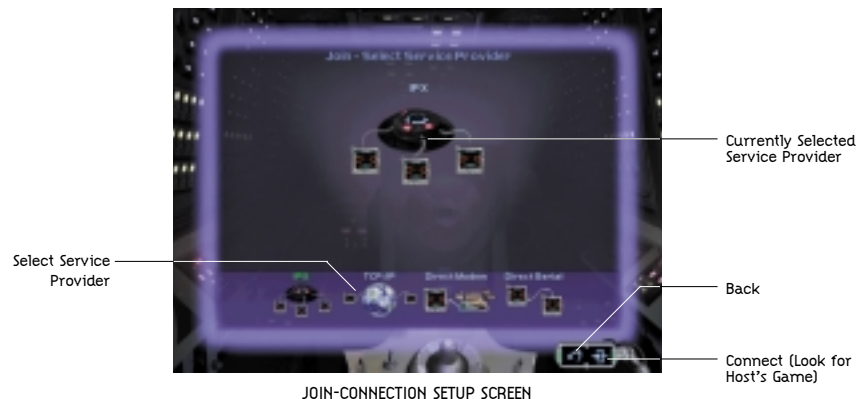 Join - Select Service Provider
IPX
Currently Selected
Service Provider
Select Service
Provider
IPX
TCP-IP
Direct Modem
Direct Serial
Back
Connect (Look for
Host's Game)
JOIN-CONNECTION SETUP SCREEN